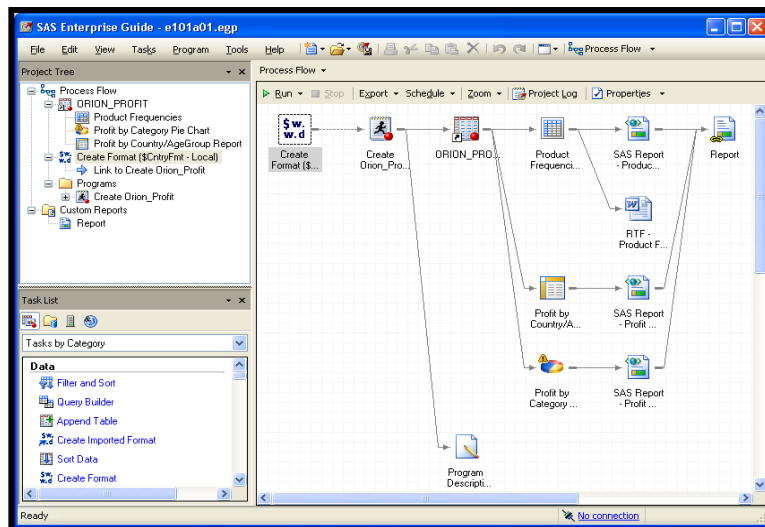 SAS Enterprise Guide - e101a01.egp
File Edit View Tasks Program Tools Help Process Flow
Project Tree
Process Flow
ORION_PROFIT
Product Frequencies
Profit by Category Pie Chart
Profit by Country/AgeGroup Report
Create Format ($CntryFmt - Local)
Link to Create Orion_Profit
Programs
Create Orion_Profit
Custom Reports
Report
Task List
Tasks by Category
Data
Filter and Sort
Query Builder
Append Table
Create Imported Format
Sort Data
Create Format
Process Flow
Run Stop Export Schedule Zoom Project Log Properties
$w.
w.d
Create
Format ($...
Create
Orion_Pro...
ORION_PRO...
Product
Frequenci...
SAS Report
- Produc...
Report
RTF -
Product F...
Profit by
Country/A...
SAS Report
- Profit ...
Profit by
Category ...
SAS Report
- Profit ...
Program
Descripti...
Ready
No connection